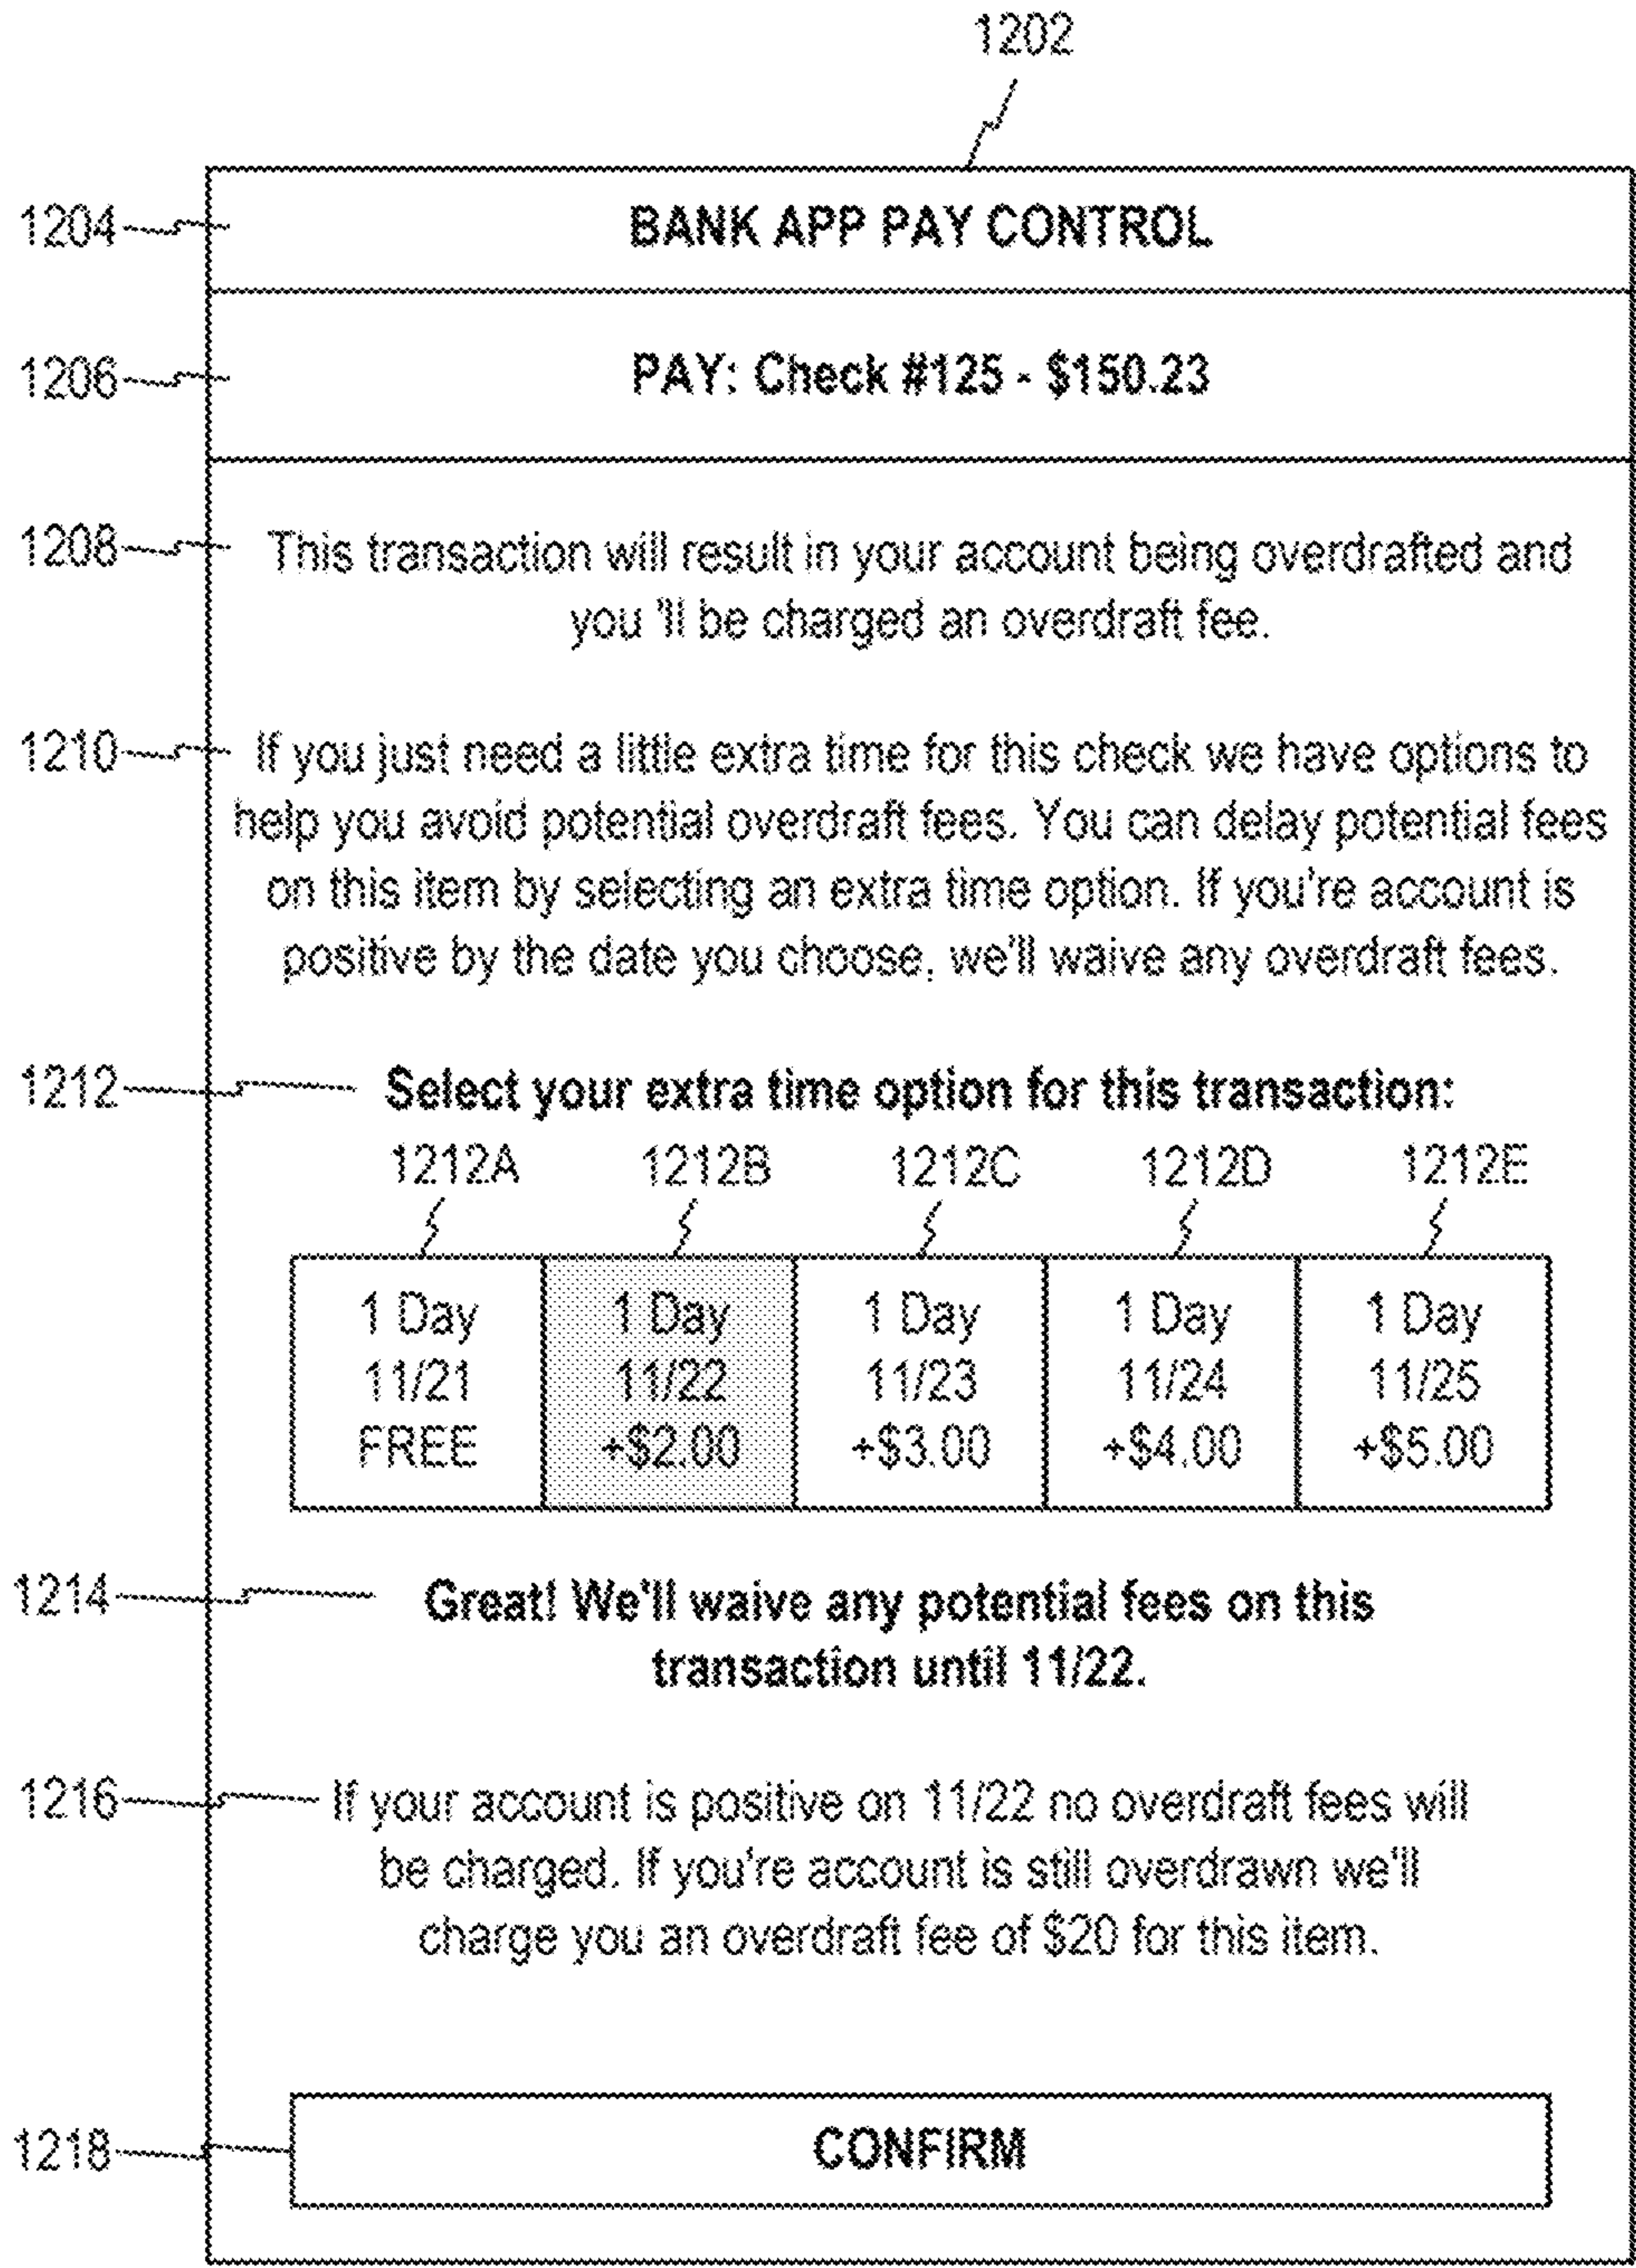 1202
1204
BANK APP PAY CONTROL
1206
PAY: Check #125 - $150.23
1208
This transaction will result in your account being overdrafted and
you 'll be charged an overdraft fee.
1210
If you just need a little extra time for this check we have options to
help you avoid potential overdraft fees. You can delay potential fees
on this item by selecting an extra time option. If you're account is
positive by the date you choose, we'll waive any overdraft fees.
1212
Select your extra time option for this transaction:
1212A 1212B 1212C 1212D 1212E
1 Day 1 Day 1 Day 1 Day 1 Day
11/21 11/22 11/23 11/24 11/25
FREE +$2.00 +$3.00 +$4.00 +$5.00
1214
Great! We'll waive any potential fees on this
transaction until 11/22.
1216
If your account is positive on 11/22 no overdraft fees will
be charged. If you're account is still overdrawn we'll
charge you an overdraft fee of $20 for this item.
1218
CONFIRM